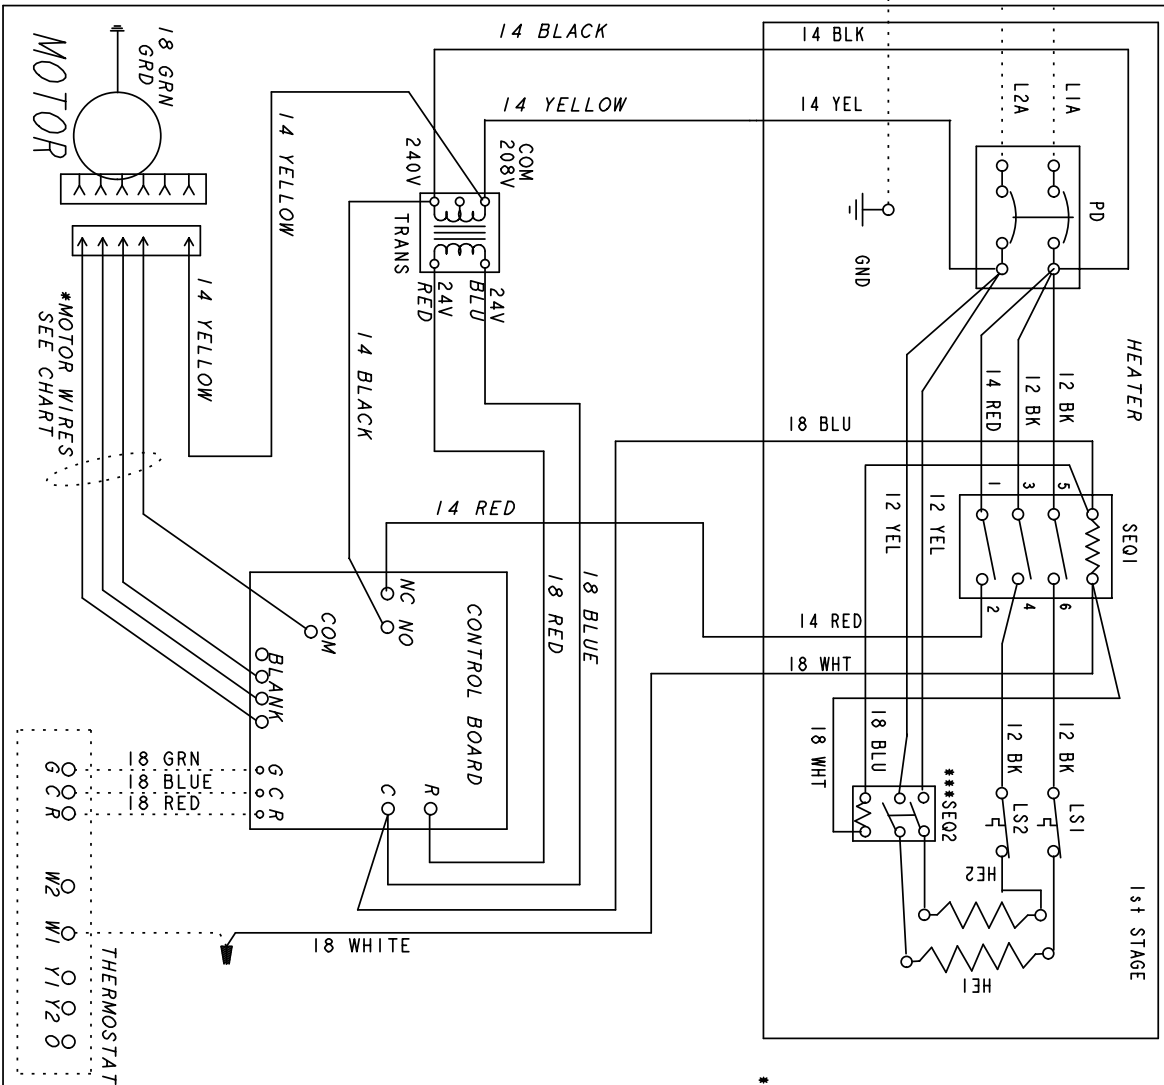 14 BLACK
14 BLK
18 GRN
GRD
MOTOR
14 YELLOW
14 YEL
L2A
L1A
14 YELLOW
COM
208V
240V
PD
TRANS
GND
24V
BLU
24V
RED
14 YELLOW
*MOTOR WIRES
SEE CHART
14 BLACK
HEATER
14 RED
12 BK
12 BK
18 BLU
1
3
5
14 RED
12 YEL
12 YEL
SEQ1
NC
NO
COM
CONTROL BOARD
18 RED
18 BLUE
2
4
6
14 RED
18 WHT
BLANK
18 WHT
18 BLU
12 BK
12 BK
G
18 GRN
G
C
18 BLUE
C
R
18 RED
R
C
R
***SEQ2
LS2
LS1
HE2
W2
W1
18 WHITE
1st STAGE
HE1
Y1
Y2
O
THERMOSTAT
*